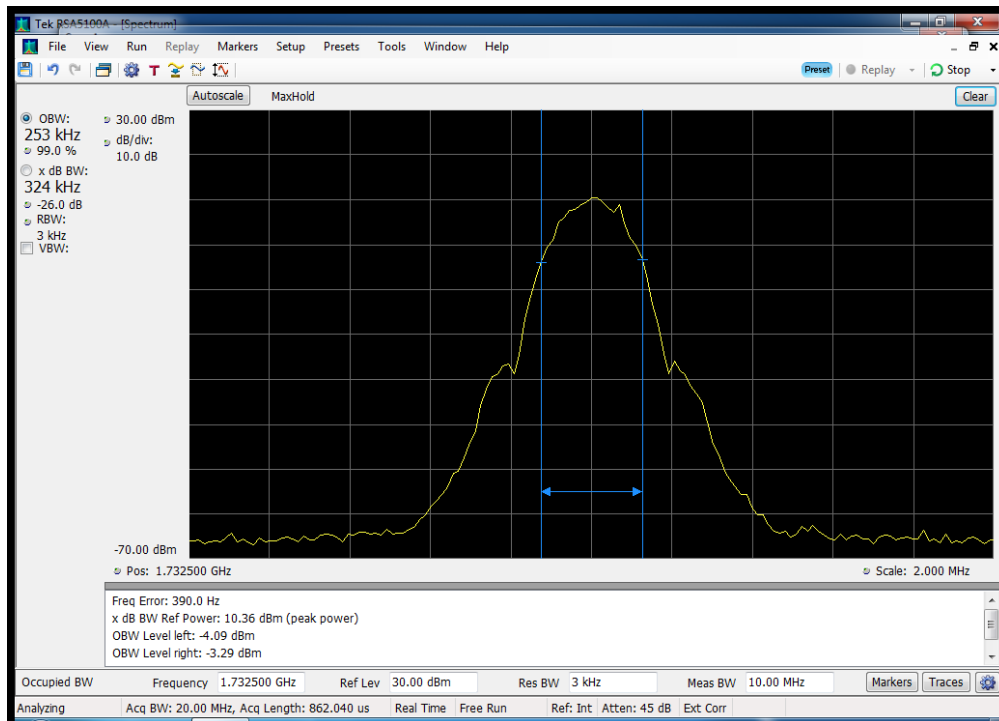 Tek RSA5100A - [Spectrum]
File View Run Replay Markers Setup Presets Tools Window Help
Preset Replay Stop
Autoscale MaxHold Clear
OBW:
253 kHz
99.0 %
x dB BW:
324 kHz
-26.0 dB
RBW:
3 kHz
VBW:
30.00 dBm
dB/div:
10.0 dB
-70.00 dBm
Pos: 1.732500 GHz Scale: 2.000 MHz
Freq Error: 390.0 Hz
x dB BW Ref Power: 10.36 dBm (peak power)
OBW Level left: -4.09 dBm
OBW Level right: -3.29 dBm
Occupied BW Frequency 1.732500 GHz Ref Lev 30.00 dBm Res BW 3 kHz Meas BW 10.00 MHz Markers Traces
Analyzing Acq BW: 20.00 MHz, Acq Length: 862.040 us Real Time Free Run Ref: Int Atten: 45 dB Ext Corr